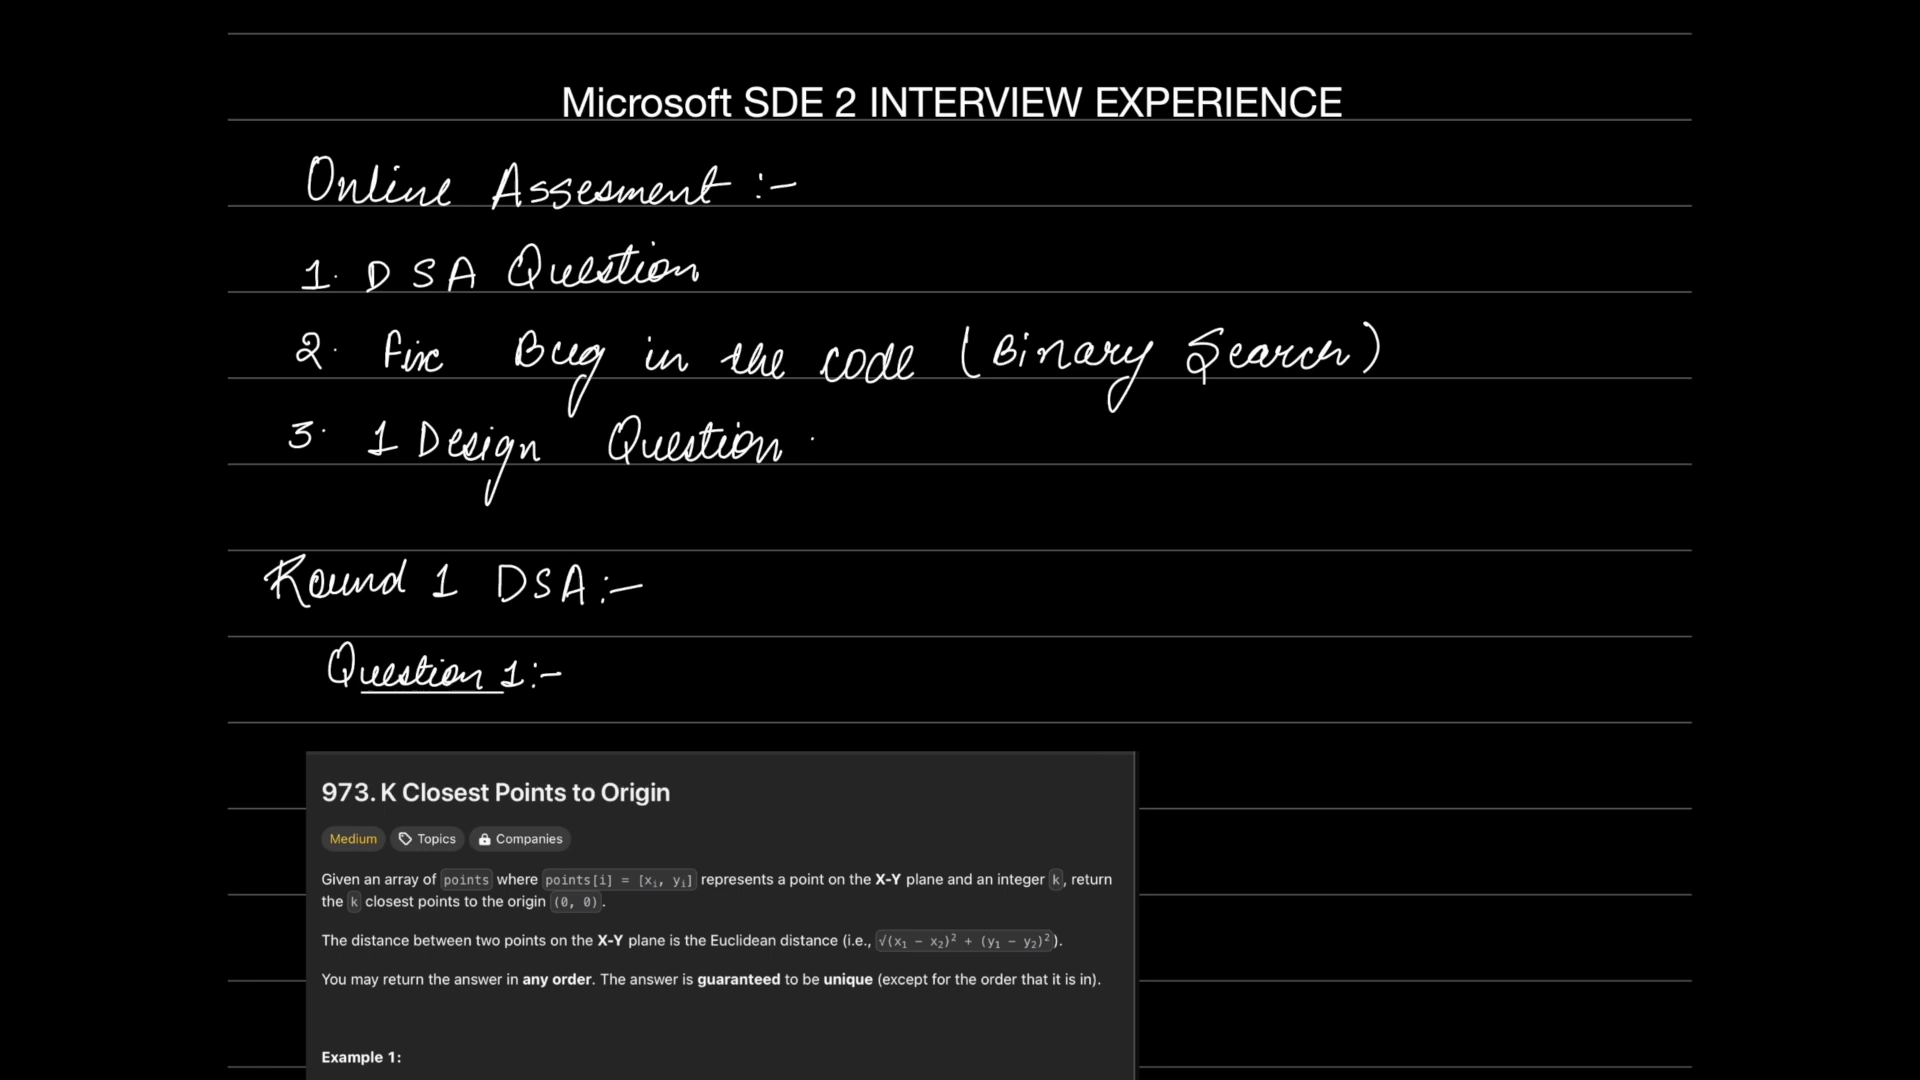 Microsoft SDE 2 INTERVIEW EXPERIENCE
Online Assesment :-
1. DSA Question
2. Fix Bug in the code (Binary Search)
3. 1 Design Question.
Round 1 DSA:-
Question 1:-
973. K Closest Points to Origin
Medium Topics Companies
Given an array of points where points[i] = [xᵢ, yᵢ] represents a point on the X-Y plane and an integer k, return
the k closest points to the origin (0, 0).
The distance between two points on the X-Y plane is the Euclidean distance (i.e., √(x₁ - x₂)² + (y₁ - y₂)²).
You may return the answer in any order. The answer is guaranteed to be unique (except for the order that it is in).
Example 1: